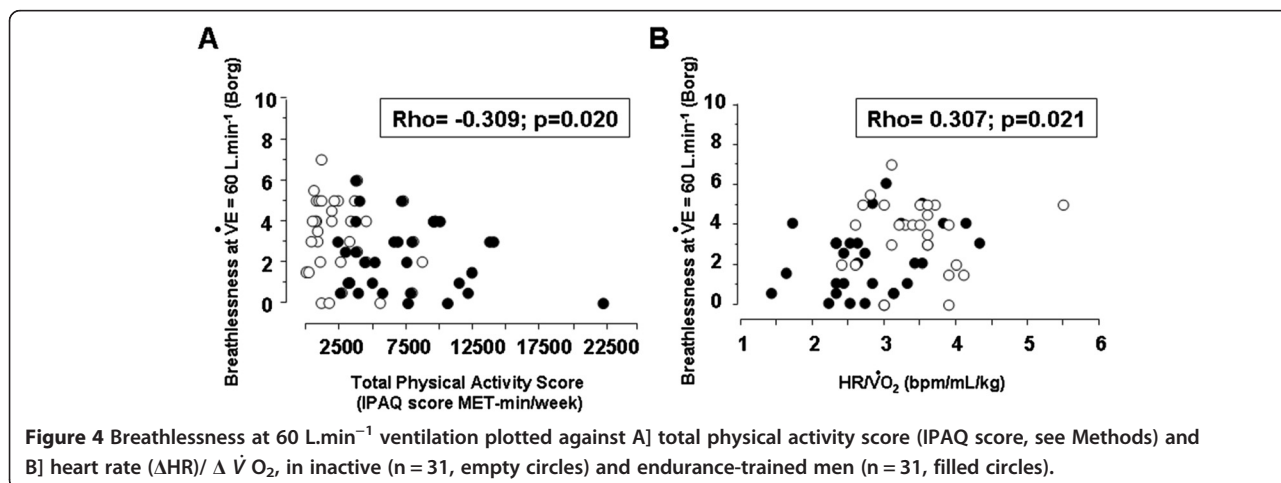 A
Breathlessness at V̇E = 60 L.min⁻¹ (Borg)
10
8
6
4
2
0
Rho= -0.309; p=0.020
2500 7500 12500 17500 22500
Total Physical Activity Score
(IPAQ score MET-min/week)
B
Breathlessness at V̇E = 60 L.min⁻¹ (Borg)
10
8
6
4
2
0
Rho= 0.307; p=0.021
1 2 3 4 5 6
HR/V̇O₂ (bpm/mL/kg)
Figure 4 Breathlessness at 60 L.min⁻¹ ventilation plotted against A] total physical activity score (IPAQ score, see Methods) and
B] heart rate (ΔHR)/ Δ V̇ O₂, in inactive (n = 31, empty circles) and endurance-trained men (n = 31, filled circles).